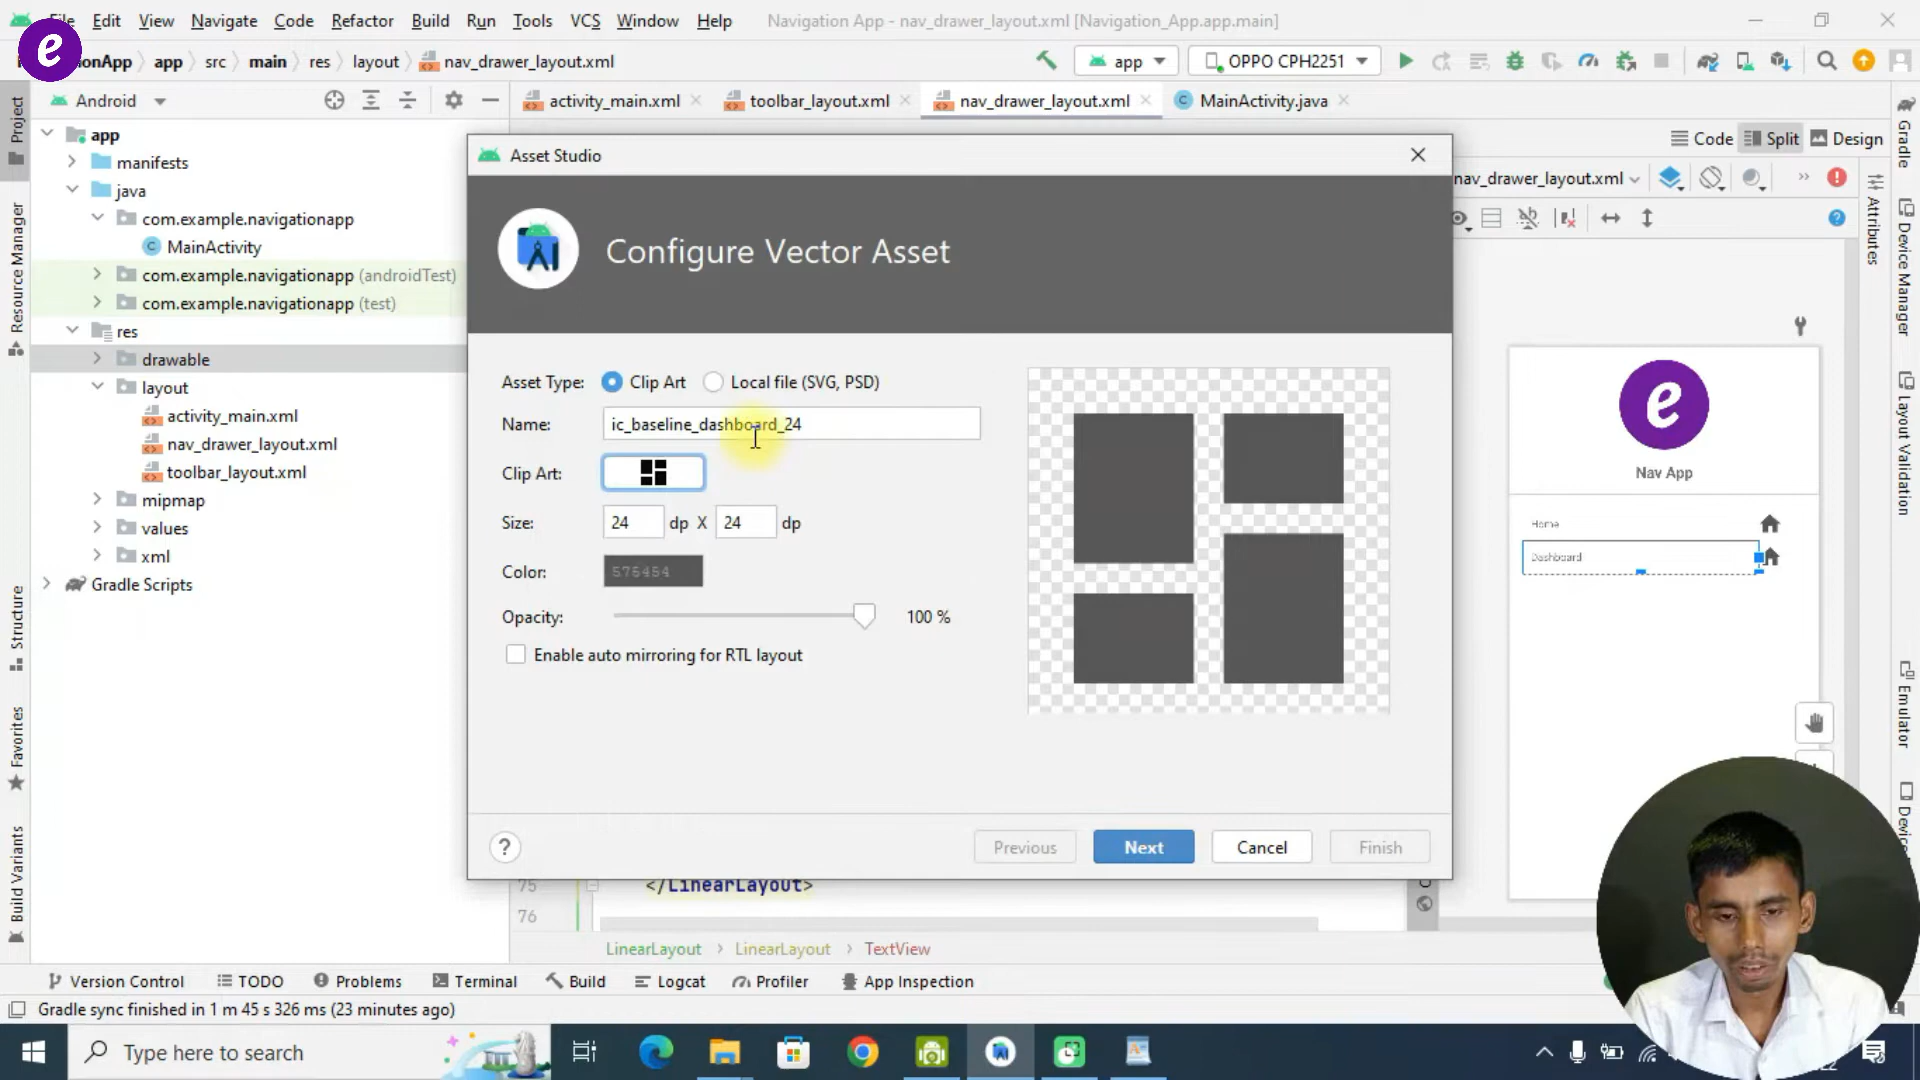 File Edit View Navigate Code Refactor Build Run Tools VCS Window Help Navigation App - nav_drawer_layout.xml [Navigation_App.app.main]
e
onApp app src main res layout nav_drawer_layout.xml app OPPO CPH2251
Android activity_main.xml toolbar_layout.xml nav_drawer_layout.xml MainActivity.java
Project
Resource Manager
Structure
Favorites
Build Variants
app
manifests
java
com.example.navigationapp
MainActivity
com.example.navigationapp (androidTest)
com.example.navigationapp (test)
res
drawable
layout
activity_main.xml
nav_drawer_layout.xml
toolbar_layout.xml
mipmap
values
xml
Gradle Scripts
Asset Studio
Configure Vector Asset
Asset Type: Clip Art Local file (SVG, PSD)
Name: ic_baseline_dashboard_24
Clip Art:
Size: 24 dp X 24 dp
Color: 575454
Opacity: 100 %
Enable auto mirroring for RTL layout
? Previous Next Cancel Finish
75 </LinearLayout>
76
LinearLayout LinearLayout TextView
Code Split Design
nav_drawer_layout.xml
e
Nav App
Home
Dashboard
Gradle
Attributes
Device Manager
Layout Validation
Emulator
Version Control TODO Problems Terminal Build Logcat Profiler App Inspection
Gradle sync finished in 1 m 45 s 326 ms (23 minutes ago)
Type here to search